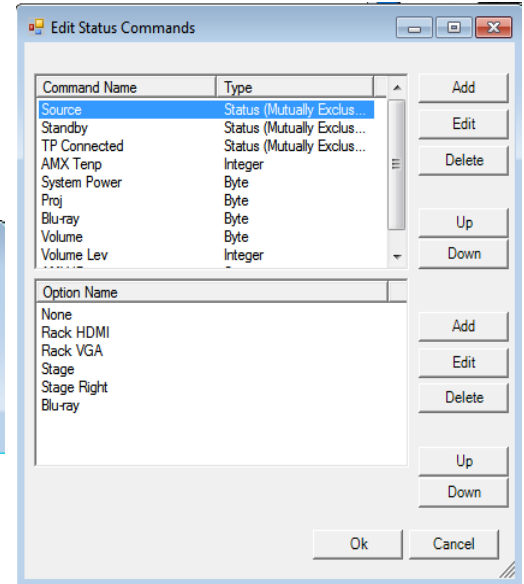 Edit Status Commands
Command Name Type
Source Status (Mutually Exclus...
Standby Status (Mutually Exclus...
TP Connected Status (Mutually Exclus...
AMX Tenp Integer
System Power Byte
Proj Byte
Blu-ray Byte
Volume Byte
Volume Lev Integer
Add
Edit
Delete
Up
Down
Option Name
None
Rack HDMI
Rack VGA
Stage
Stage Right
Blu-ray
Add
Edit
Delete
Up
Down
Ok Cancel